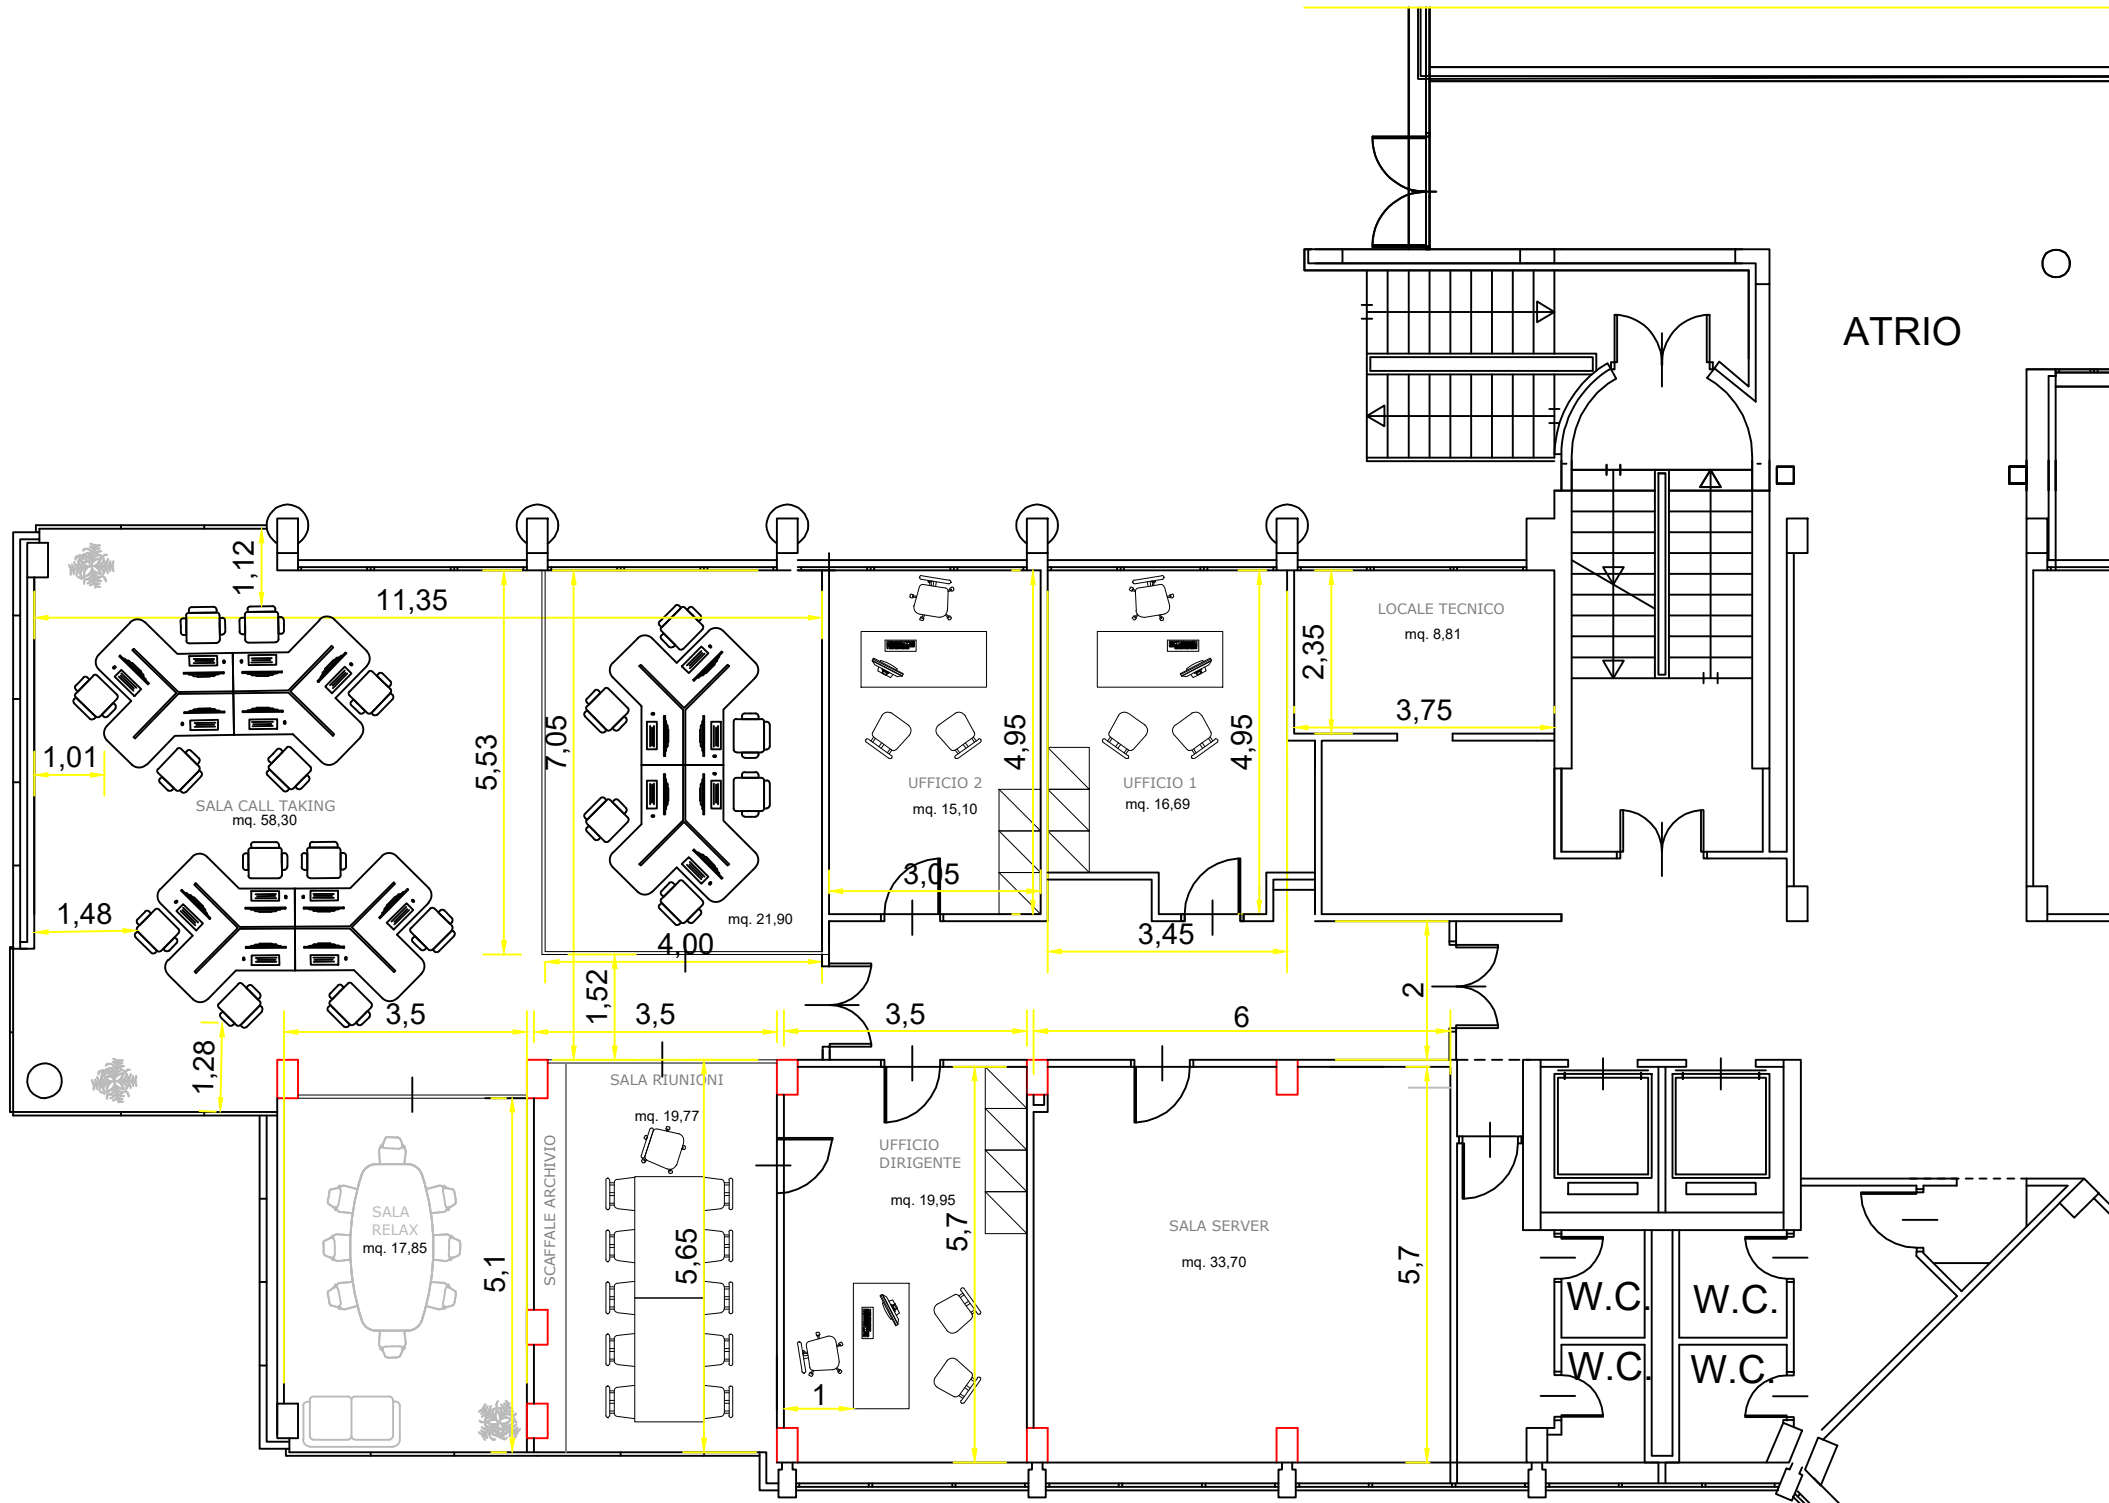 ATRIO
1,12
11,35
LOCALE TECNICO
mq. 8,81
2,35
3,75
1,01
5,53
7,05
4,95
4,95
UFFICIO 2
mq. 15,10
UFFICIO 1
mq. 16,69
SALA CALL TAKING
mq. 58,30
3,05
1,48
mq. 21,90
4,00
3,45
1,52
2
3,5
3,5
3,5
6
1,28
SALA RIUNIONI
mq. 19,77
SCAFFALE ARCHIVIO
UFFICIO
DIRIGENTE
mq. 19,95
SALA
RELAX
mq. 17,85
5,1
5,65
5,7
SALA SERVER
mq. 33,70
5,7
W.C.
W.C.
W.C.
W.C.
1